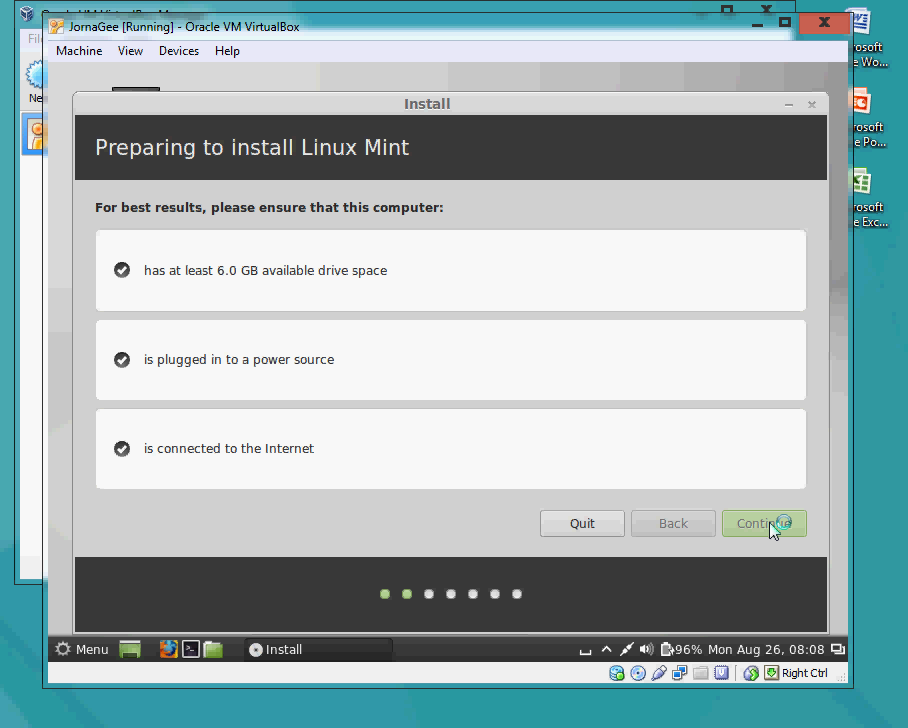 JornaGee [Running] - Oracle VM VirtualBox
Machine View Devices Help
Install
Preparing to install Linux Mint
For best results, please ensure that this computer:
has at least 6.0 GB available drive space
is plugged in to a power source
is connected to the Internet
Quit Back Continue
Menu Install 96% Mon Aug 26, 08:08
Right Ctrl
Fil
Ne
rosoft
e Wo...
rosoft
e Po...
rosoft
e Exc...